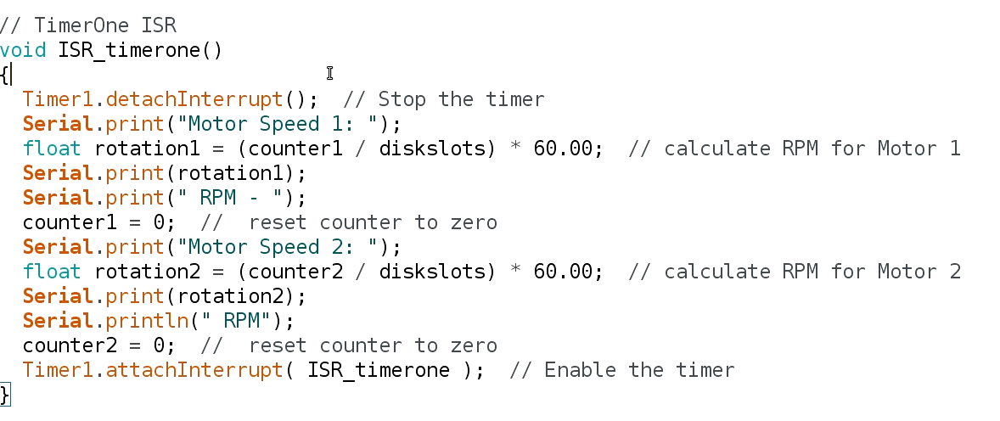 // TimerOne ISR
void ISR_timerone()
{
  Timer1.detachInterrupt();  // Stop the timer
  Serial.print("Motor Speed 1: ");
  float rotation1 = (counter1 / diskslots) * 60.00;  // calculate RPM for Motor 1
  Serial.print(rotation1);
  Serial.print(" RPM - ");
  counter1 = 0;  //  reset counter to zero
  Serial.print("Motor Speed 2: ");
  float rotation2 = (counter2 / diskslots) * 60.00;  // calculate RPM for Motor 2
  Serial.print(rotation2);
  Serial.println(" RPM");
  counter2 = 0;  //  reset counter to zero
  Timer1.attachInterrupt( ISR_timerone );  // Enable the timer
}